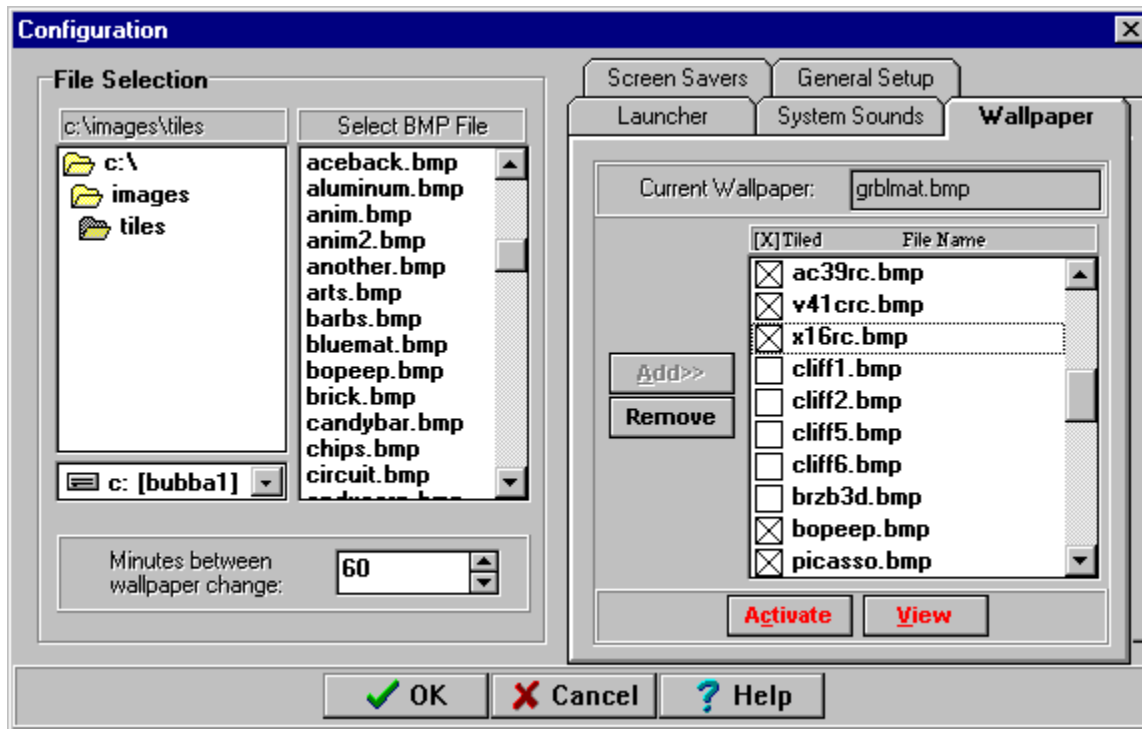 Configuration
File Selection
c:\images\tiles
Select BMP File
c:\
images
tiles
c: [bubba1]
aceback.bmp
aluminum.bmp
anim.bmp
anim2.bmp
another.bmp
arts.bmp
barbs.bmp
bluemat.bmp
bopeep.bmp
brick.bmp
candybar.bmp
chips.bmp
circuit.bmp
Minutes between
wallpaper change:
60
Screen Savers
General Setup
Launcher
System Sounds
Wallpaper
Current Wallpaper:
grblmat.bmp
[X]Tiled
File Name
ac39rc.bmp
v41crc.bmp
x16rc.bmp
cliff1.bmp
cliff2.bmp
cliff5.bmp
cliff6.bmp
brzb3d.bmp
bopeep.bmp
picasso.bmp
Add>>
Remove
Activate
View
OK
Cancel
Help